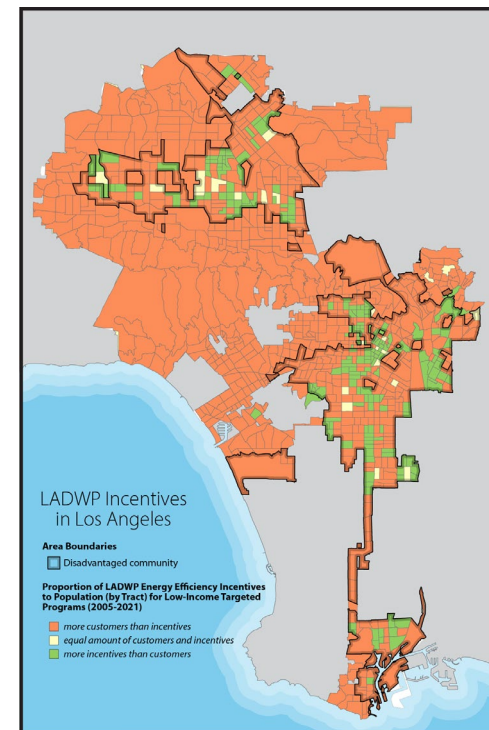 LADWP Incentives
in Los Angeles
Area Boundaries
Disadvantaged community
Proportion of LADWP Energy Efficiency Incentives
to Population (by Tract) for Low-Income Targeted
Programs (2005-2021)
more customers than incentives
equal amount of customers and incentives
more incentives than customers